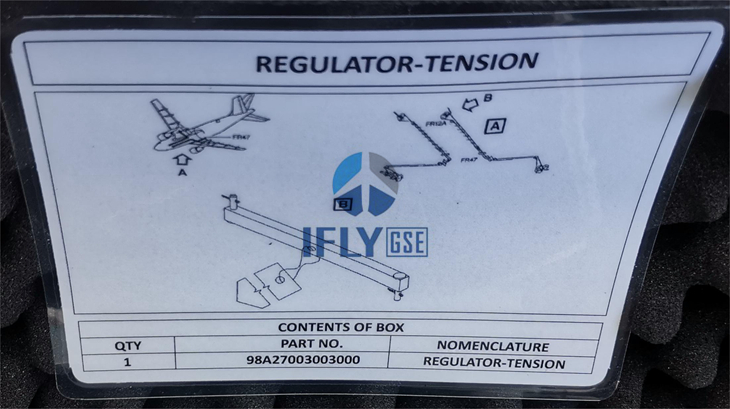 REGULATOR-TENSION
FR47
A
B
FR12A
A
FR47
B
IFLY GSE
CONTENTS OF BOX
QTY PART NO. NOMENCLATURE
1 98A27003003000 REGULATOR-TENSION